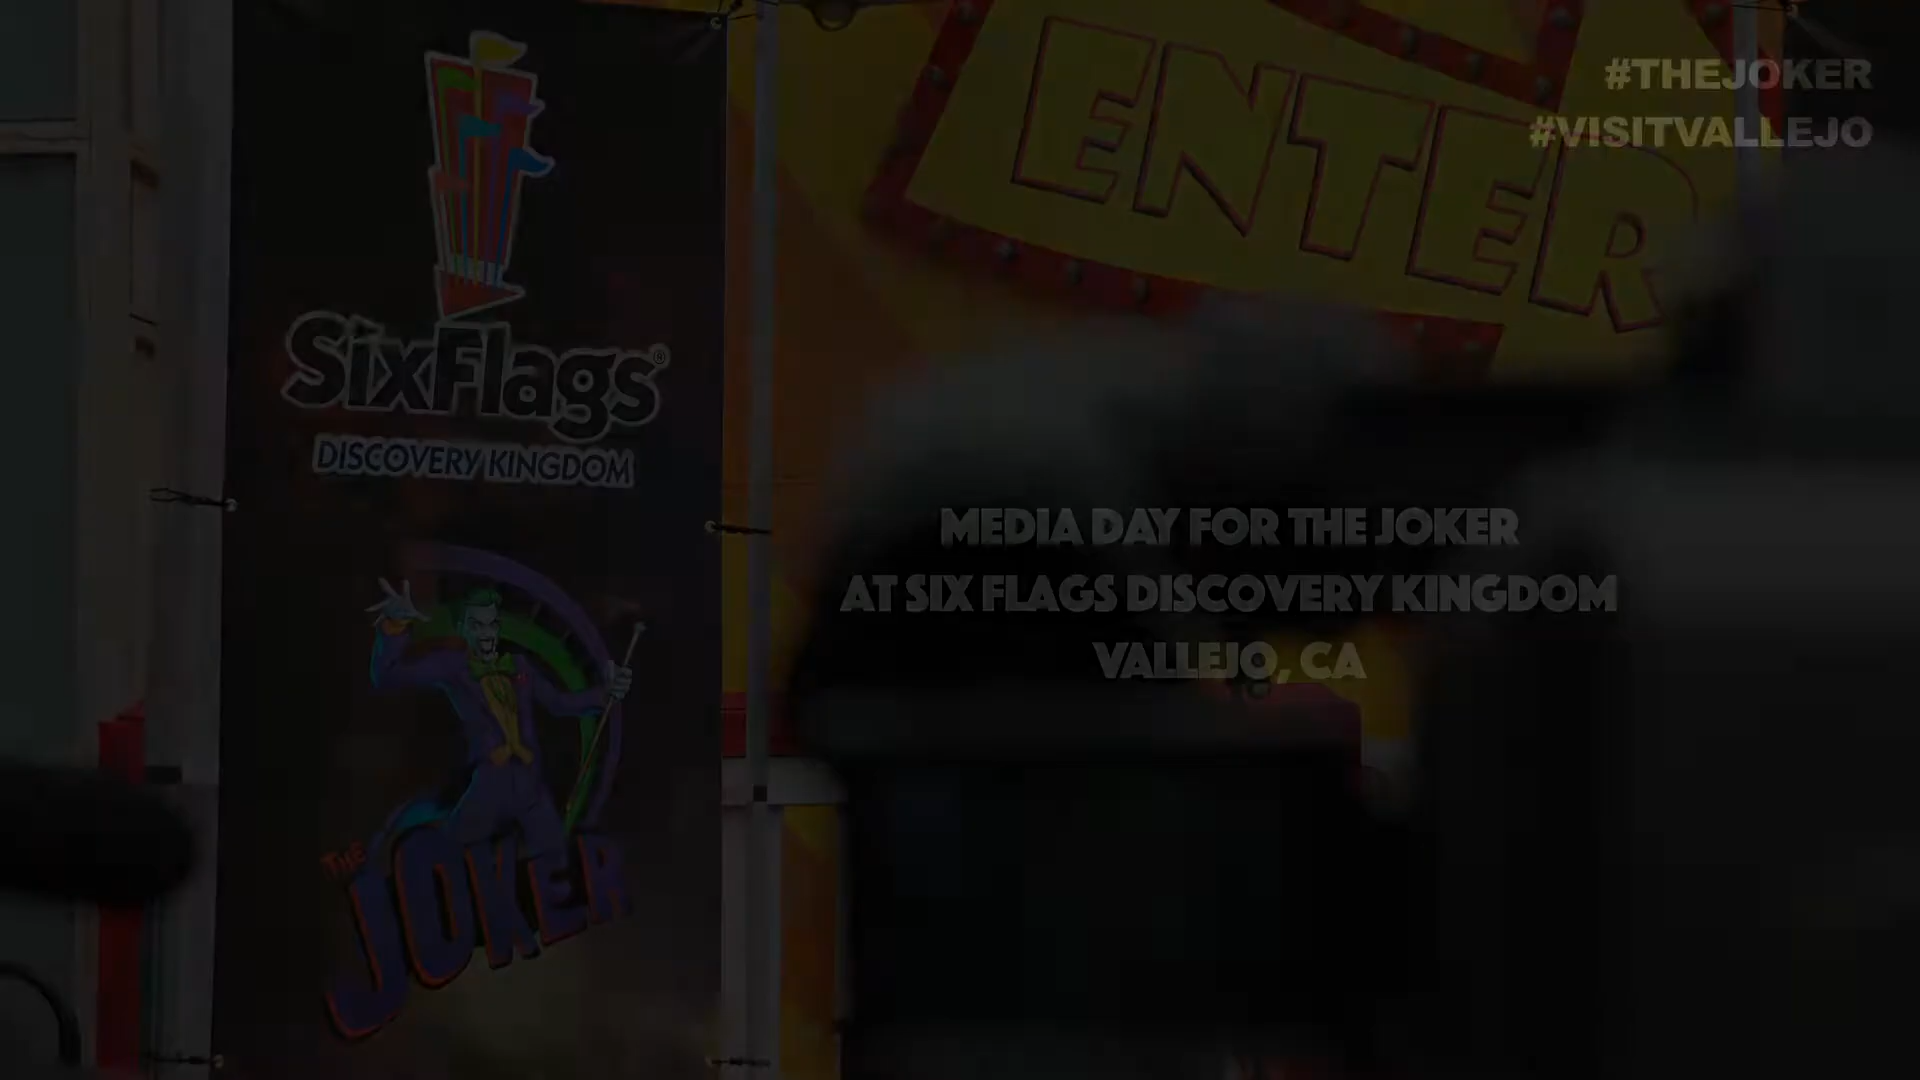 SixFlags®
DISCOVERY KINGDOM
THE
JOKER
ENTER
#THEJOKER
#VISITVALLEJO
MEDIA DAY FOR THE JOKER
AT SIX FLAGS DISCOVERY KINGDOM
VALLEJO, CA